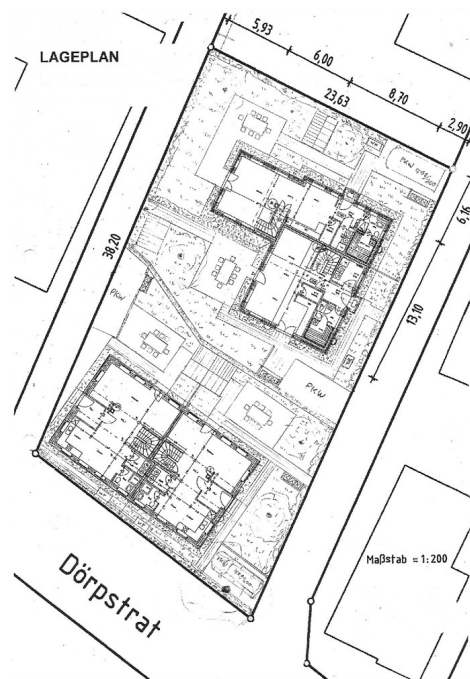 LAGEPLAN
5,93
6,00
8,70
23,63
2,90
6,76
38,20
13,10
PKW
PKW
PKW
Maßstab = 1:200
Dörpstrat